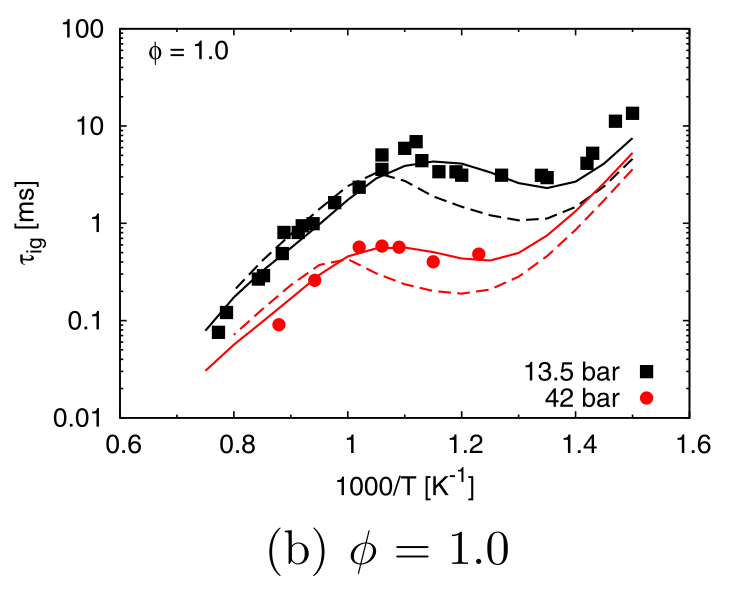 100
ϕ = 1.0
10
1
0.1
0.01
τig [ms]
13.5 bar
42 bar
0.6 0.8 1 1.2 1.4 1.6
1000/T [K-1]
(b) ϕ = 1.0